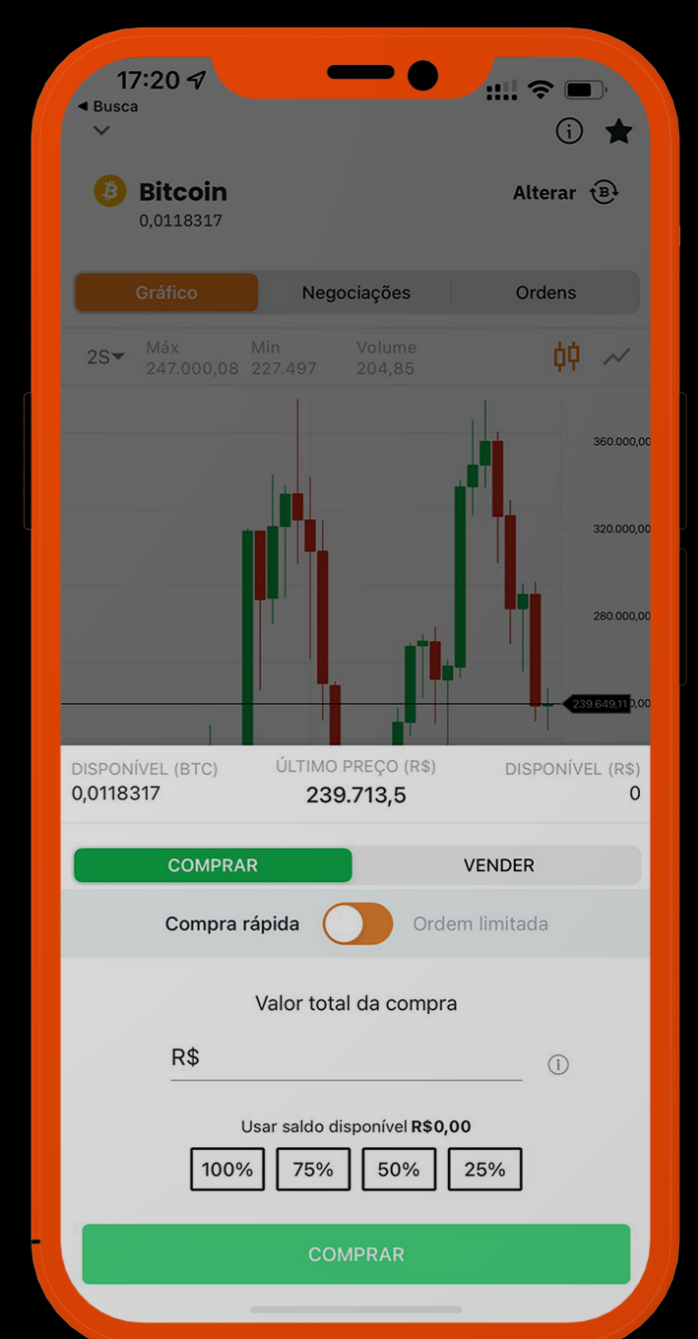 17:20
◀ Busca
Bitcoin
0,0118317
Alterar
Gráfico
Negociações
Ordens
2S
Máx
247.000,08
Min
227.497
Volume
204,85
360.000,00
320.000,00
280.000,00
239.649,11
DISPONÍVEL (BTC)
0,0118317
ÚLTIMO PREÇO (R$)
239.713,5
DISPONÍVEL (R$)
0
COMPRAR
VENDER
Compra rápida
Ordem limitada
Valor total da compra
R$
Usar saldo disponível R$0,00
100%
75%
50%
25%
COMPRAR